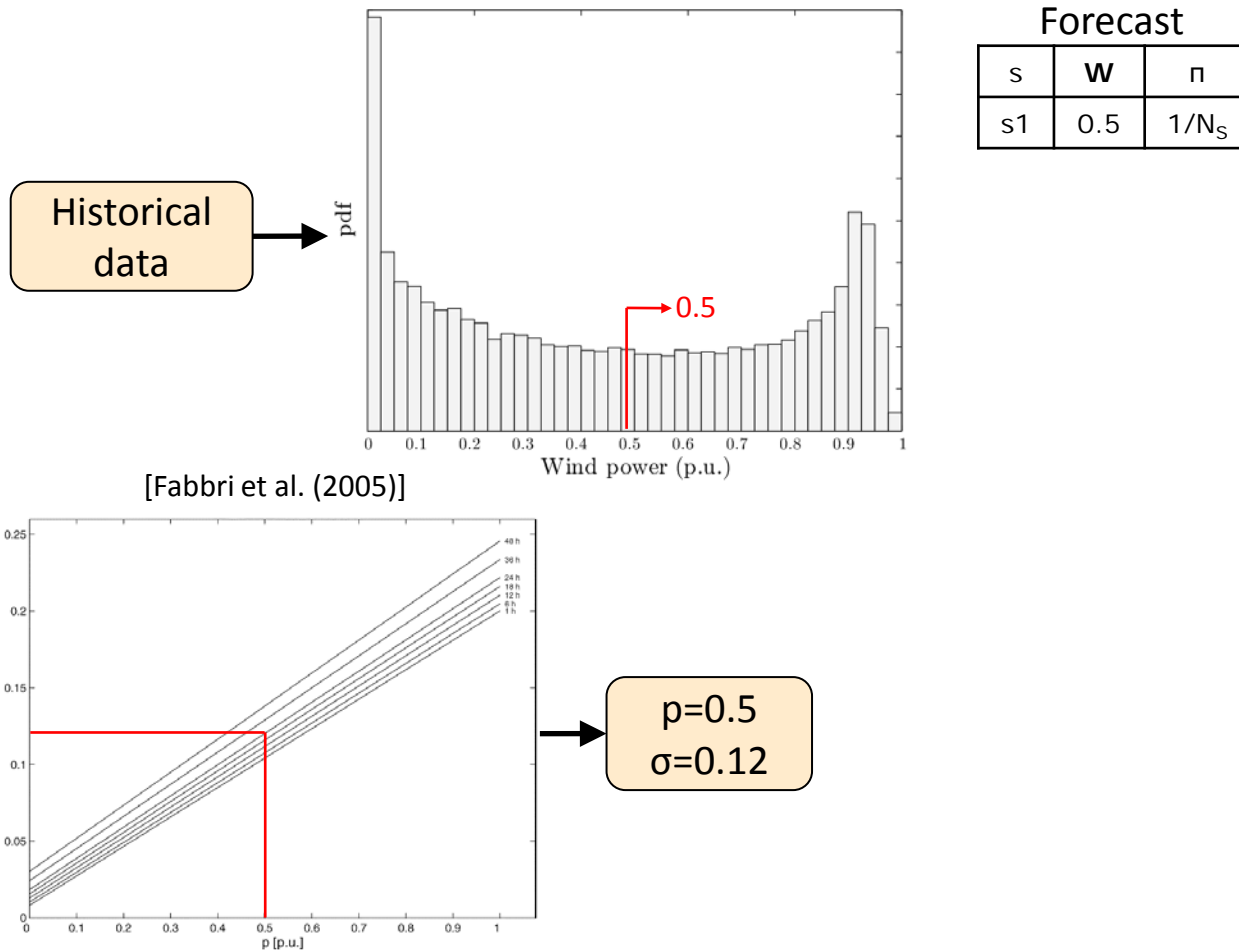 Forecast
s W π
s1 0.5 1/N_S
Historical
data
pdf
0.5
0 0.1 0.2 0.3 0.4 0.5 0.6 0.7 0.8 0.9 1
Wind power (p.u.)
[Fabbri et al. (2005)]
0.25
0.2
0.15
0.1
0.05
0
48 h
36 h
24 h
18 h
12 h
6 h
1 h
0 0.1 0.2 0.3 0.4 0.5 0.6 0.7 0.8 0.9 1
p [p.u.]
p=0.5
σ=0.12